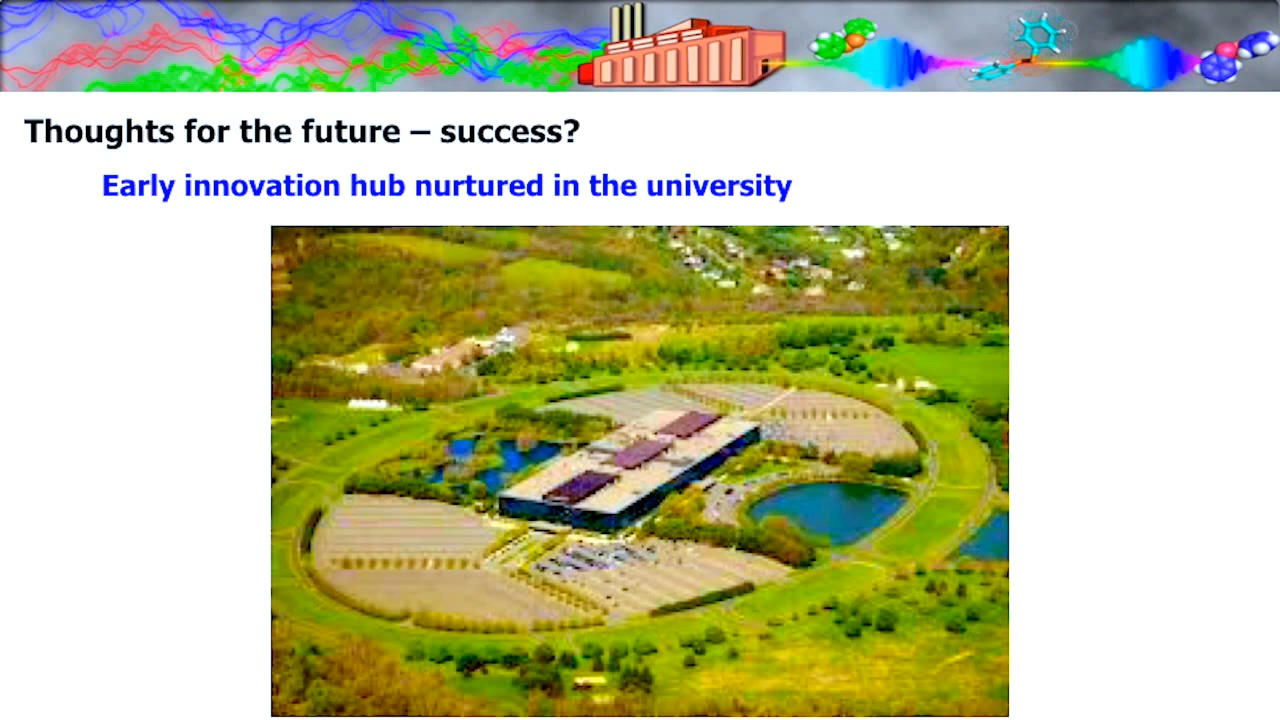 Thoughts for the future – success?
Early innovation hub nurtured in the university